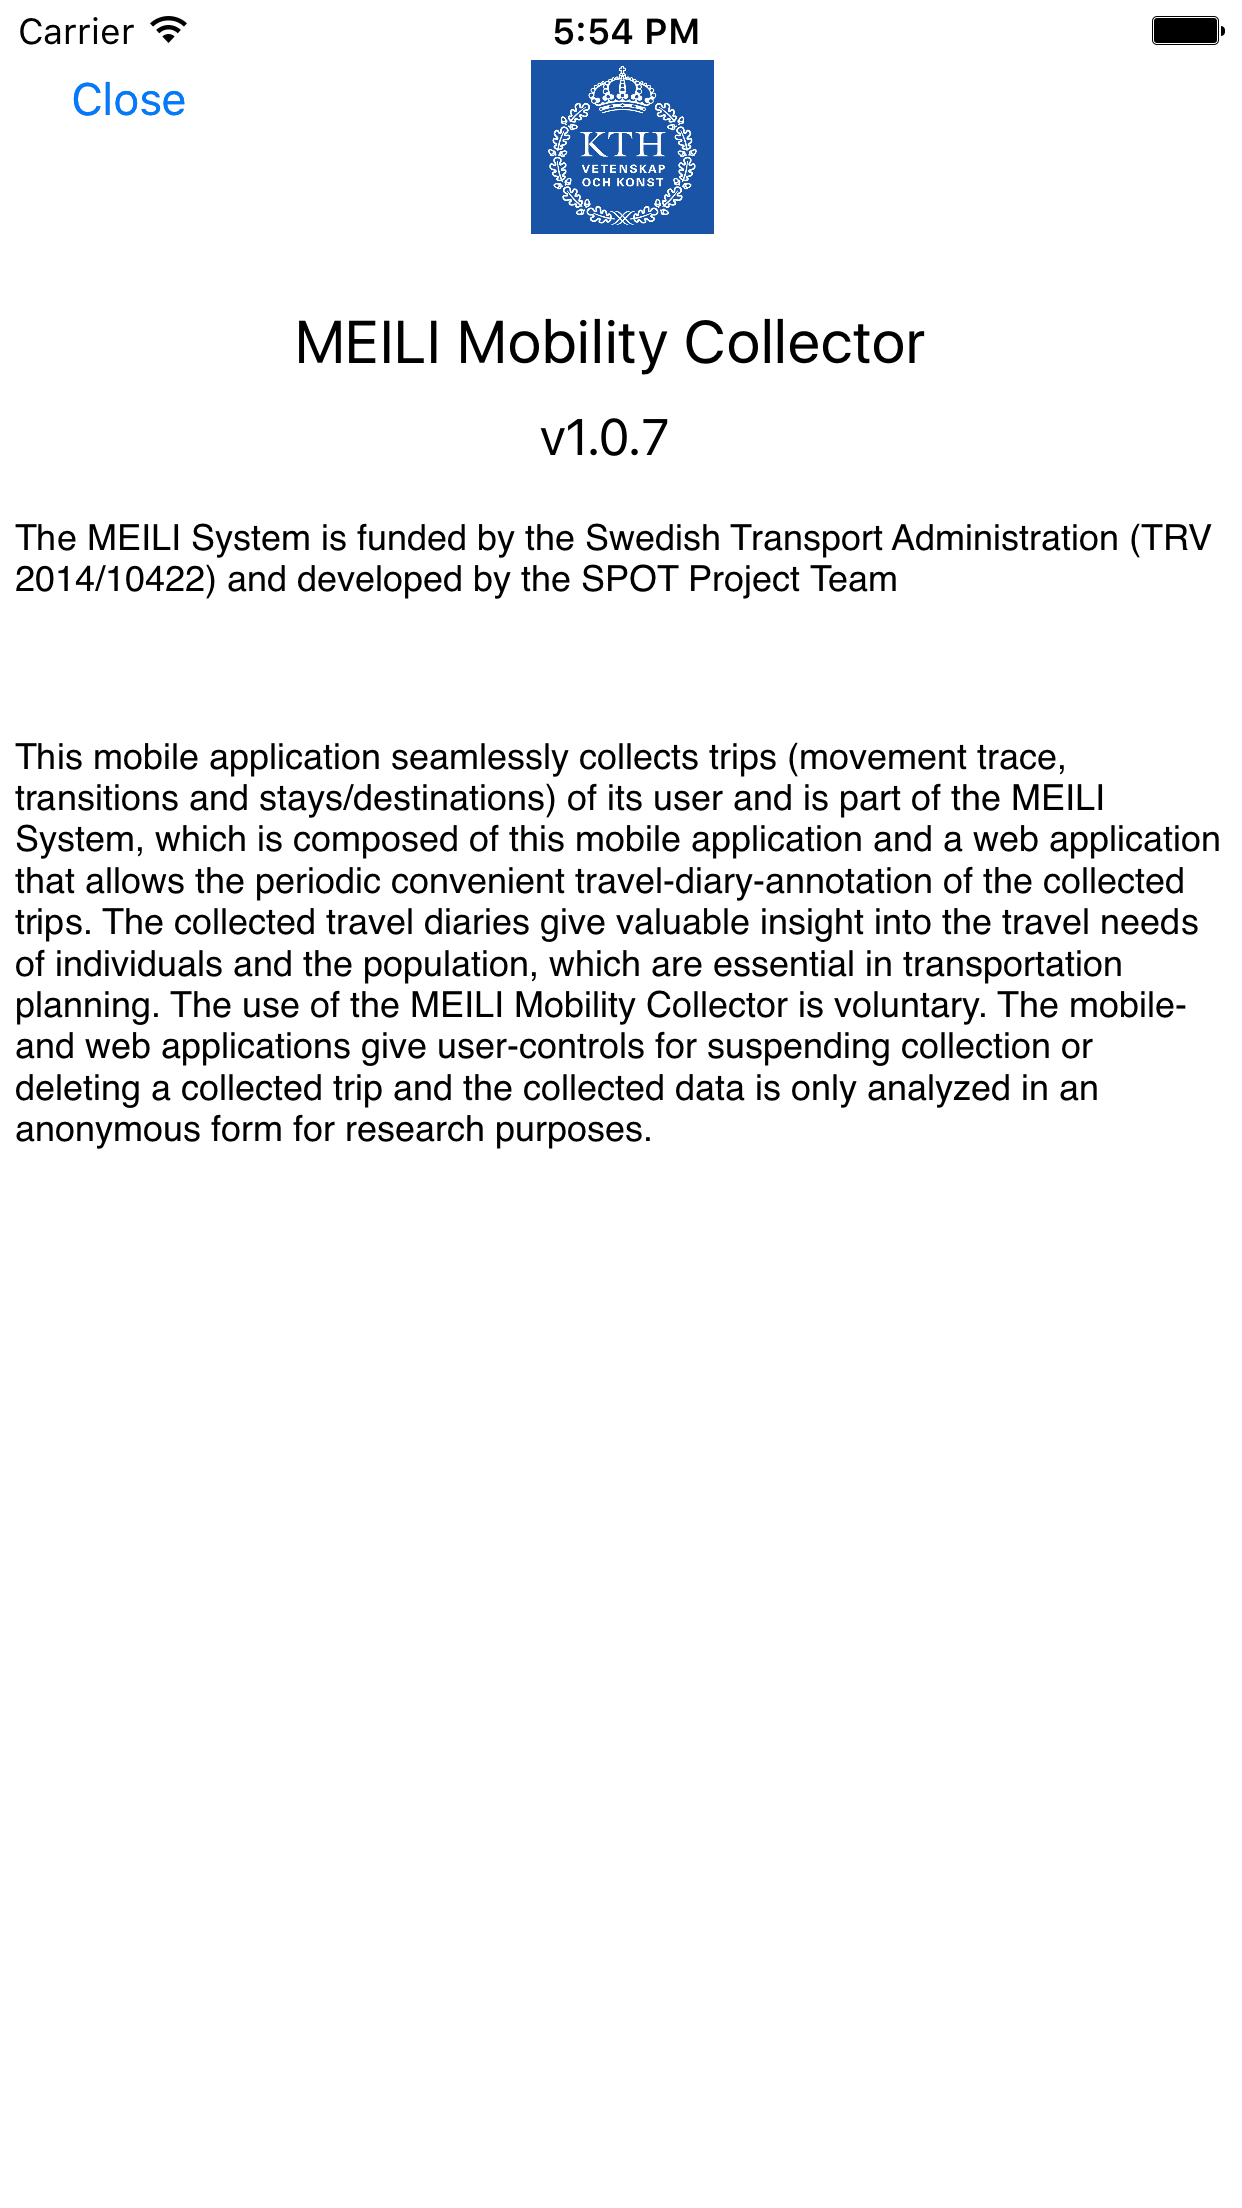 Carrier 5:54 PM
Close
KTH
VETENSKAP
OCH KONST
MEILI Mobility Collector
v1.0.7
The MEILI System is funded by the Swedish Transport Administration (TRV
2014/10422) and developed by the SPOT Project Team
This mobile application seamlessly collects trips (movement trace,
transitions and stays/destinations) of its user and is part of the MEILI
System, which is composed of this mobile application and a web application
that allows the periodic convenient travel-diary-annotation of the collected
trips. The collected travel diaries give valuable insight into the travel needs
of individuals and the population, which are essential in transportation
planning. The use of the MEILI Mobility Collector is voluntary. The mobile-
and web applications give user-controls for suspending collection or
deleting a collected trip and the collected data is only analyzed in an
anonymous form for research purposes.